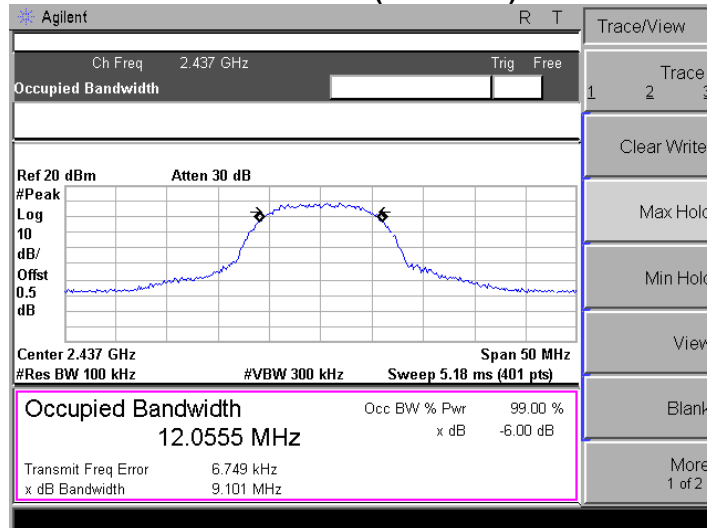 Agilent R T
Trace/View
Ch Freq 2.437 GHz Trig Free
Occupied Bandwidth
Trace
1 2 3
Clear Write
Ref 20 dBm Atten 30 dB
#Peak
Log
10
dB/
Offst
0.5
dB
Max Hold
Min Hold
View
Center 2.437 GHz Span 50 MHz
#Res BW 100 kHz #VBW 300 kHz Sweep 5.18 ms (401 pts)
Occupied Bandwidth Occ BW % Pwr 99.00 %
12.0555 MHz x dB -6.00 dB
Transmit Freq Error 6.749 kHz
x dB Bandwidth 9.101 MHz
Blank
More
1 of 2